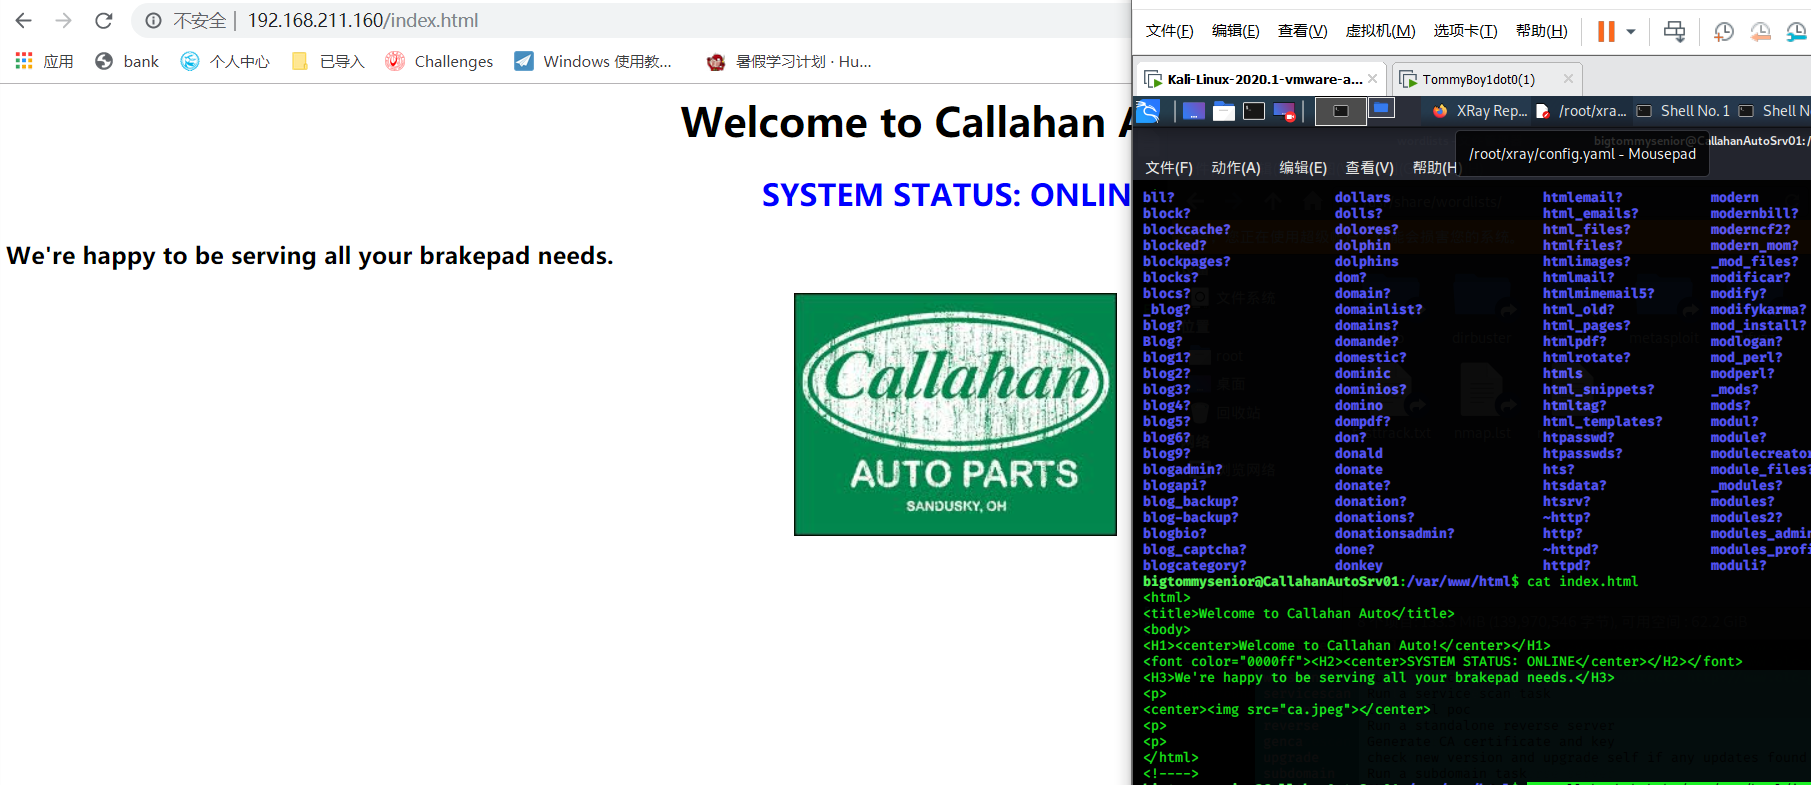 不安全 | 192.168.211.160/index.html
应用 bank 个人中心 已导入 Challenges Windows 使用教... 暑假学习计划 · Hu...
Welcome to Callahan A
SYSTEM STATUS: ONLIN
We're happy to be serving all your brakepad needs.
Callahan
AUTO PARTS
SANDUSKY, OH
文件(F) 编辑(E) 查看(V) 虚拟机(M) 选项卡(T) 帮助(H)
Kali-Linux-2020.1-vmware-a... TommyBoy1dot0(1)
XRay Rep... /root/xra... Shell No. 1 Shell N
bigtommysenior@CallahanAutoSrv01:/
/root/xray/config.yaml - Mousepad
文件(F) 动作(A) 编辑(E) 查看(V) 帮助(H)
bll? dollars htmlemail? modern
block? dolls? html_emails? modernbill?
blockcache? dolores? html_files? moderncf2?
blocked? dolphin htmlfiles? modern_mom?
blockpages? dolphins htmlimages? _mod_files?
blocks? dom? htmlmail? modificar?
blocs? domain? htmlmimemail5? modify?
_blog? domainlist? html_old? modifykarma?
blog? domains? html_pages? mod_install?
Blog? domande? htmlpdf? modlogan?
blog1? domestic? htmlrotate? mod_perl?
blog2? dominic htmls modperl?
blog3? dominios? html_snippets? _mods?
blog4? domino htmltag? mods?
blog5? dompdf? html_templates? modul?
blog6? don? htpasswd? module?
blog9? donald htpasswds? modulecreator
blogadmin? donate hts? module_files?
blogapi? donate? htsdata? _modules?
blog_backup? donation? htsrv? modules?
blog-backup? donations? ~http? modules2?
blogbio? donationsadmin? http? modules_admin
blog_captcha? done? ~httpd? modules_profi
blogcategory? donkey httpd? moduli?
bigtommysenior@CallahanAutoSrv01:/var/www/html$ cat index.html
<html>
<title>Welcome to Callahan Auto</title>
<body>
<H1><center>Welcome to Callahan Auto!</center></H1>
<font color="0000ff"><H2><center>SYSTEM STATUS: ONLINE</center></H2></font>
<H3>We're happy to be serving all your brakepad needs.</H3>
<p>
<center><img src="ca.jpeg"></center>
<p>
<p>
</html>
<!---->